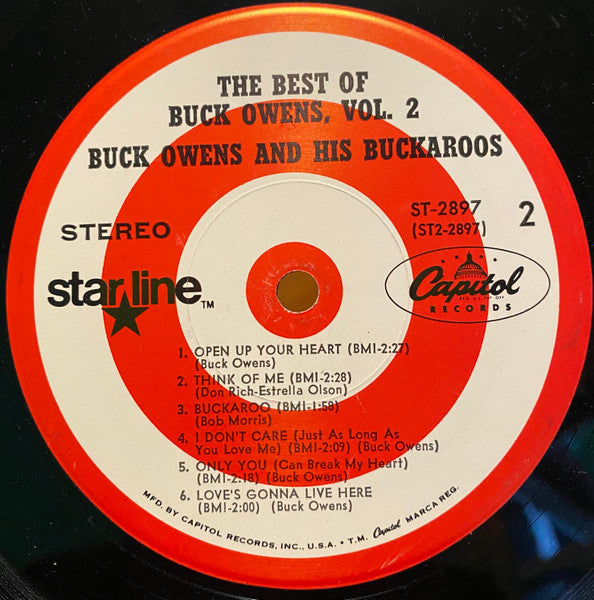 THE BEST OF
BUCK OWENS, VOL. 2
BUCK OWENS AND HIS BUCKAROOS
STEREO
ST-2897
(ST2-2897)
2
starline™
Capitol
RECORDS
1. OPEN UP YOUR HEART (BMI-2:27)
(Buck Owens)
2. THINK OF ME (BMI-2:28)
(Don Rich-Estrella Olson)
3. BUCKAROO (BMI-1:58)
(Bob Morris)
4. I DON'T CARE (Just As Long As
You Love Me) (BMI-2:09) (Buck Owens)
5. ONLY YOU (Can Break My Heart)
(BMI-2:18) (Buck Owens)
6. LOVE'S GONNA LIVE HERE
(BMI-2:00) (Buck Owens)
MFD. BY CAPITOL RECORDS, INC., U.S.A. • T.M. Capitol MARCA REG.